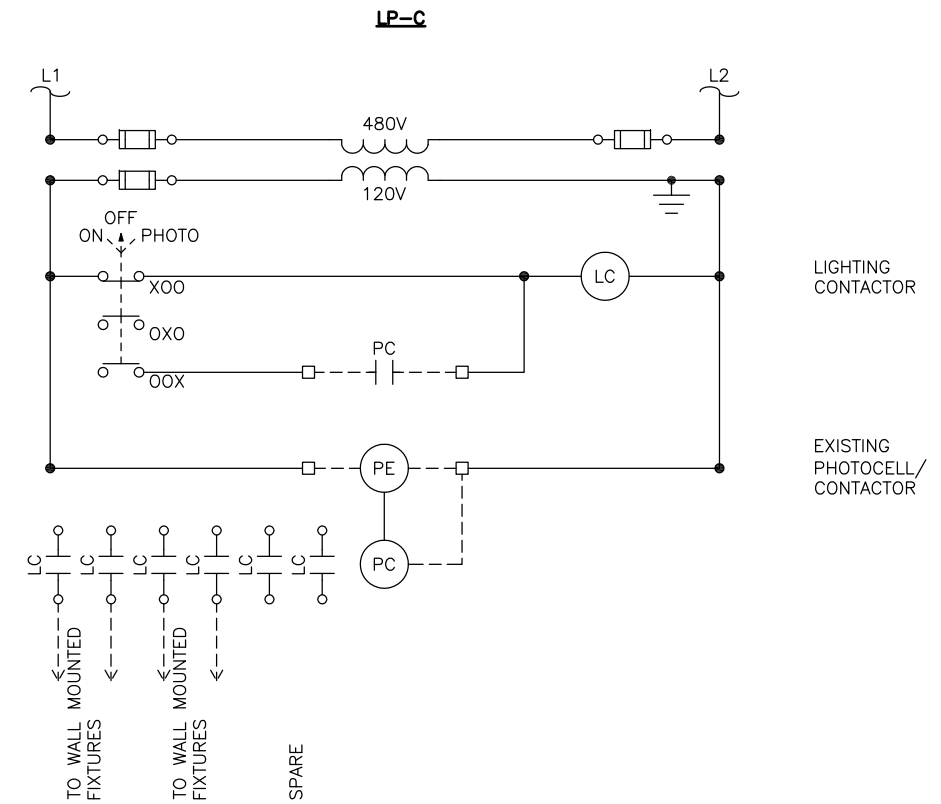 LP-C
L1
L2
480V
120V
OFF
ON
PHOTO
XOO
LC
LIGHTING
CONTACTOR
OXO
PC
OOX
PE
EXISTING
PHOTOCELL/
CONTACTOR
PC
LC
LC
LC
LC
LC
LC
TO WALL MOUNTED
FIXTURES
TO WALL MOUNTED
FIXTURES
SPARE